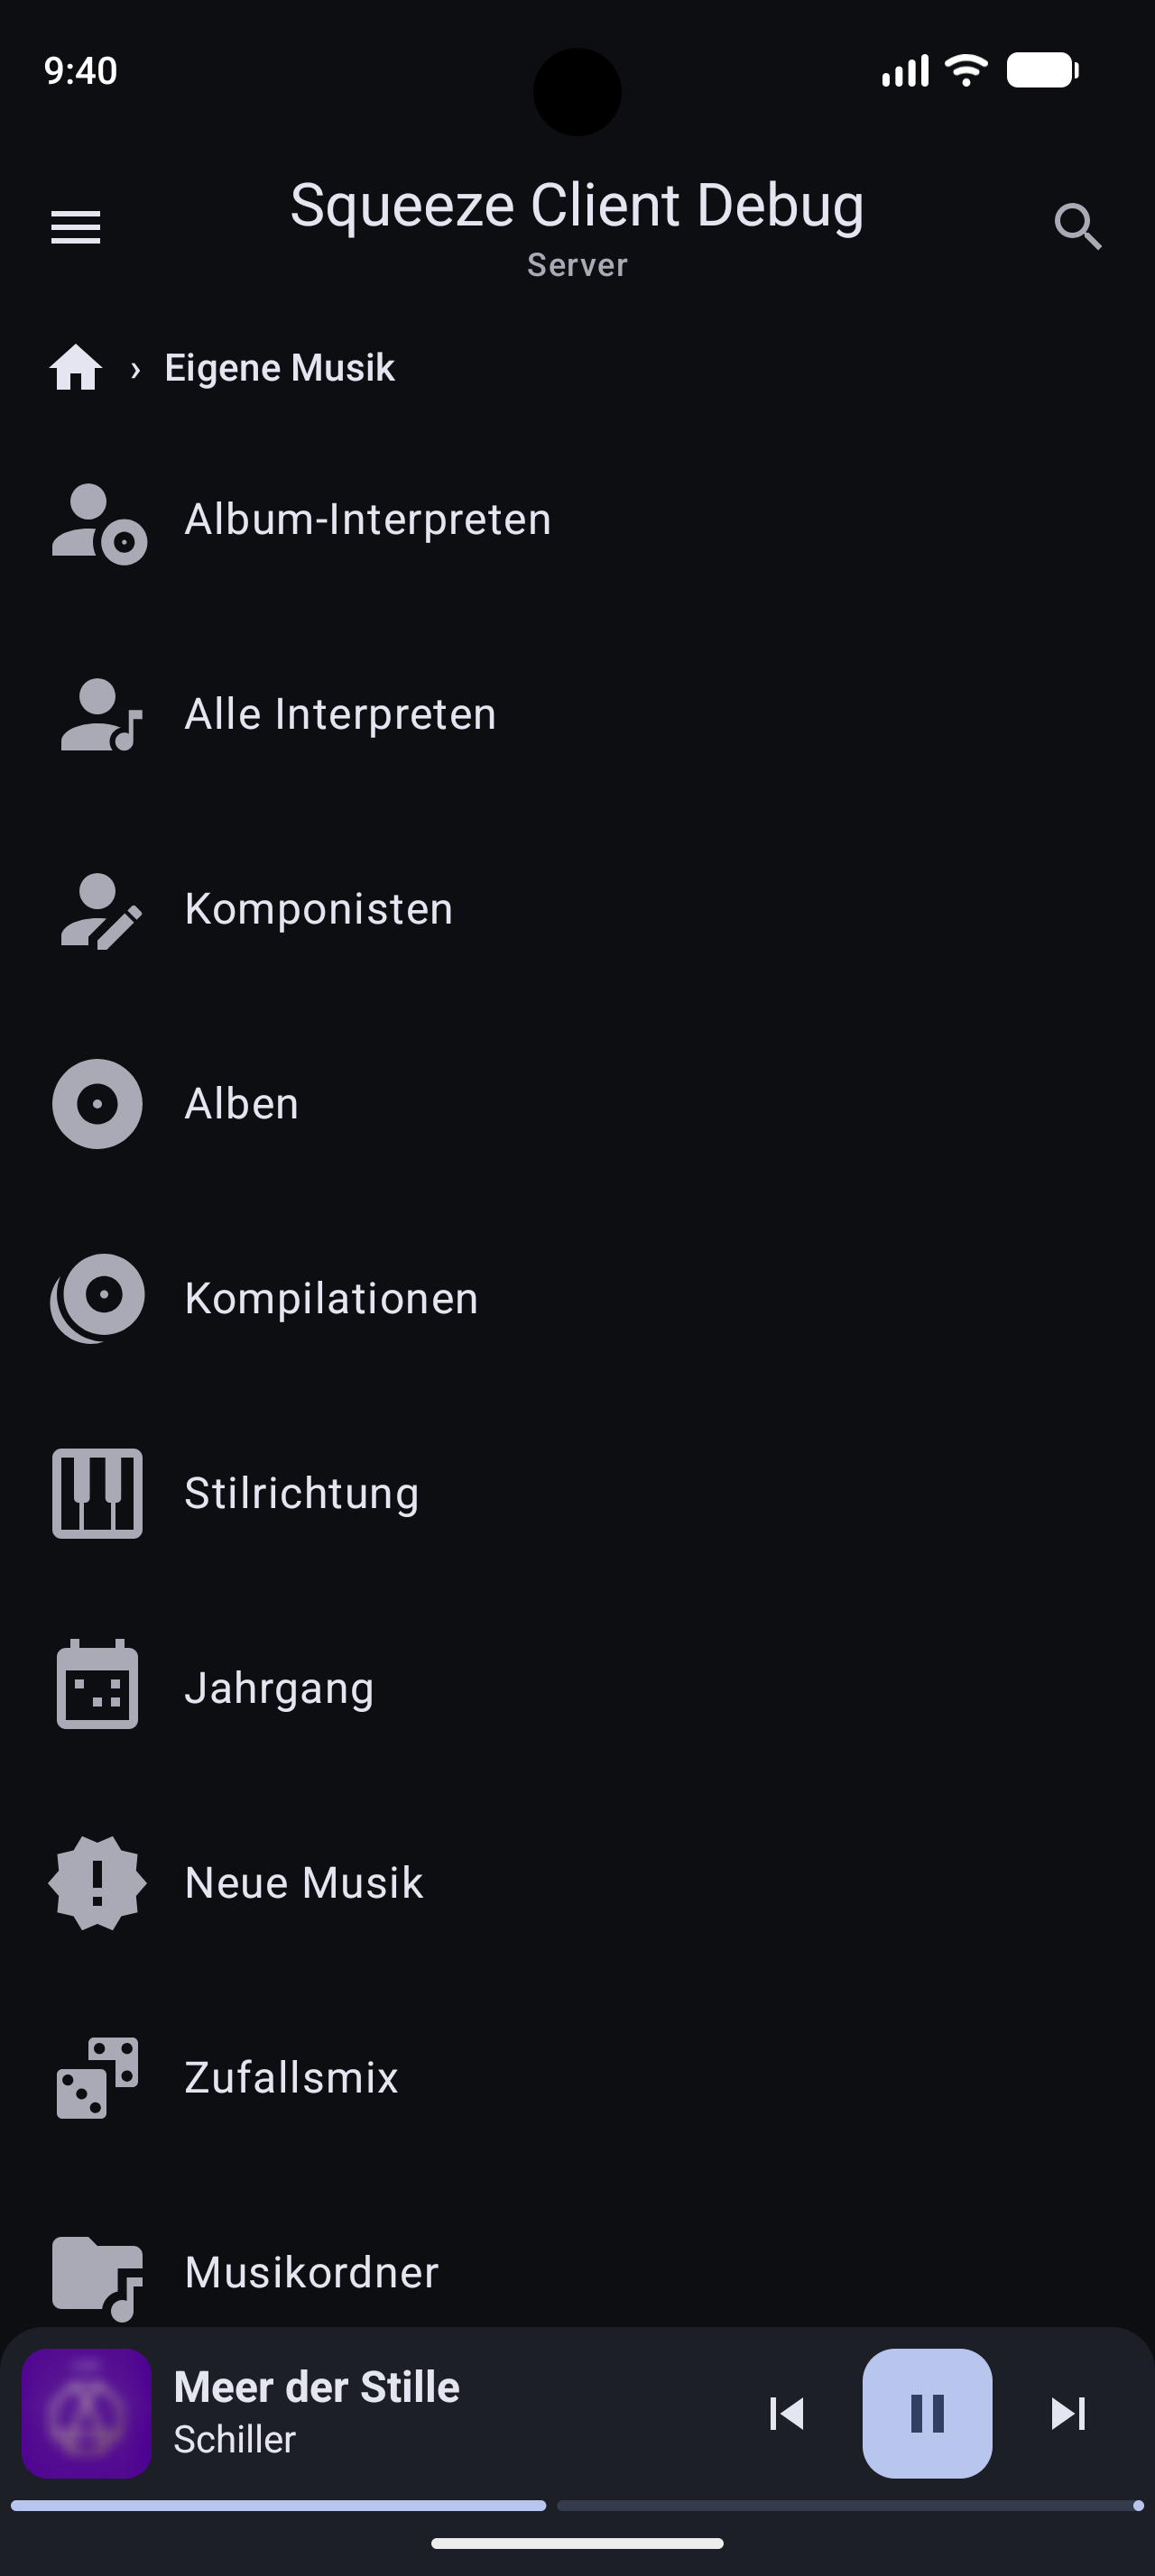 9:40
Squeeze Client Debug
Server
› Eigene Musik
Album-Interpreten
Alle Interpreten
Komponisten
Alben
Kompilationen
Stilrichtung
Jahrgang
Neue Musik
Zufallsmix
Musikordner
Meer der Stille
Schiller